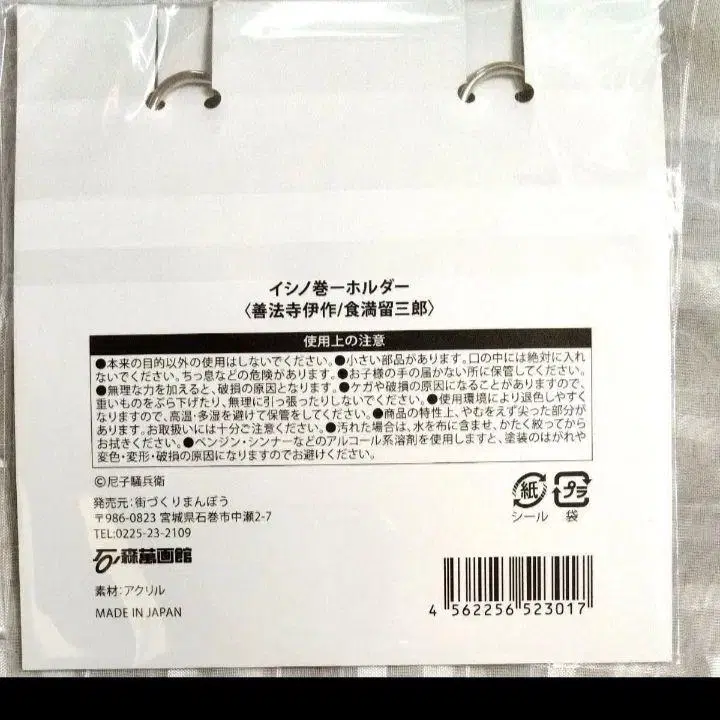 イシノ巻ーホルダー
〈善法寺伊作/食満留三郎〉
使用上の注意
●本来の目的以外の使用はしないでください。●小さい部品があります。口の中には絶対に入れ
ないでください。ちっ息などの危険があります。●お子様の手の届かない所に保管してください。
●無理な力を加えると、破損の原因となります。●ケガや破損の原因になることがありますので、
重いものをぶら下げたり、無理に引っ張ったりしないでください。●使用環境により退色しやすく
なりますので、高温・多湿を避けて保管をしてください。●商品の特性上、やむをえず尖った部分が
あります。お取扱いには十分ご注意ください。●汚れた場合は、水を布に含ませ、かたく絞ってから
お拭きください。●ベンジン・シンナーなどのアルコール系溶剤を使用しますと、塗装のはがれや
変色・変形・破損の原因になりますのでお避けください。
©尼子騒兵衛
発売元：街づくりまんぼう
〒986-0823 宮城県石巻市中瀬2-7
TEL:0225-23-2109
石ノ森萬画館
素材：アクリル
MADE IN JAPAN
紙
シール
プラ
袋
4 562256 523017